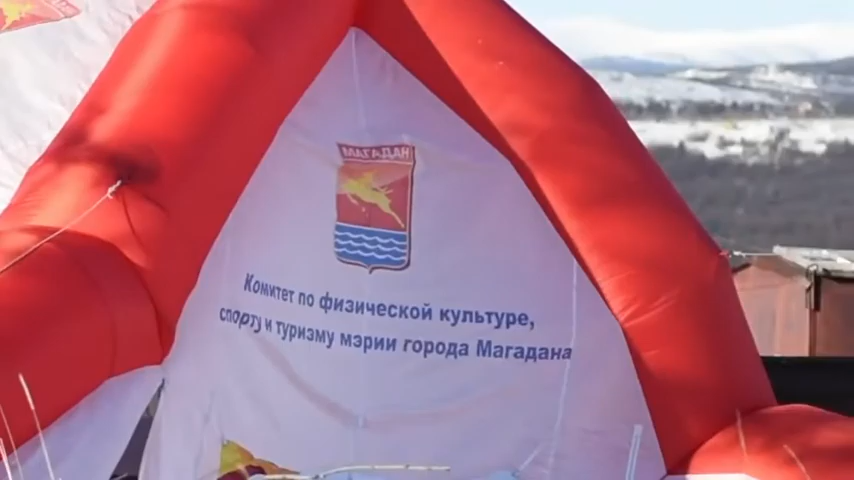 МАГАДАН
Комитет по физической культуре,
спорту и туризму мэрии города Магадана